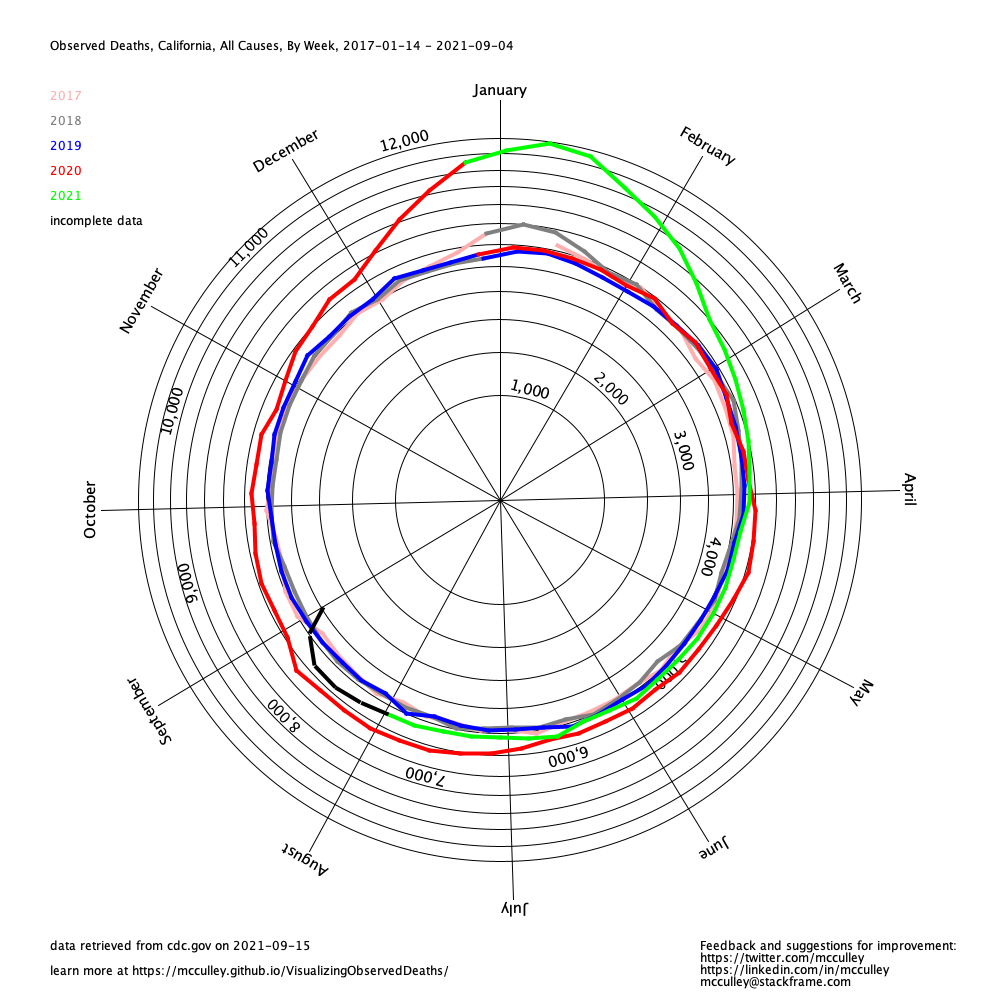 Observed Deaths, California, All Causes, By Week, 2017-01-14 - 2021-09-04
2017
2018
2019
2020
2021
incomplete data
January
February
March
April
May
June
July
August
September
October
November
December
1,000
2,000
3,000
4,000
5,000
6,000
7,000
8,000
9,000
10,000
11,000
12,000
data retrieved from cdc.gov on 2021-09-15
learn more at https://mcculley.github.io/VisualizingObservedDeaths/
Feedback and suggestions for improvement:
https://twitter.com/mcculley
https://linkedin.com/in/mcculley
mcculley@stackframe.com